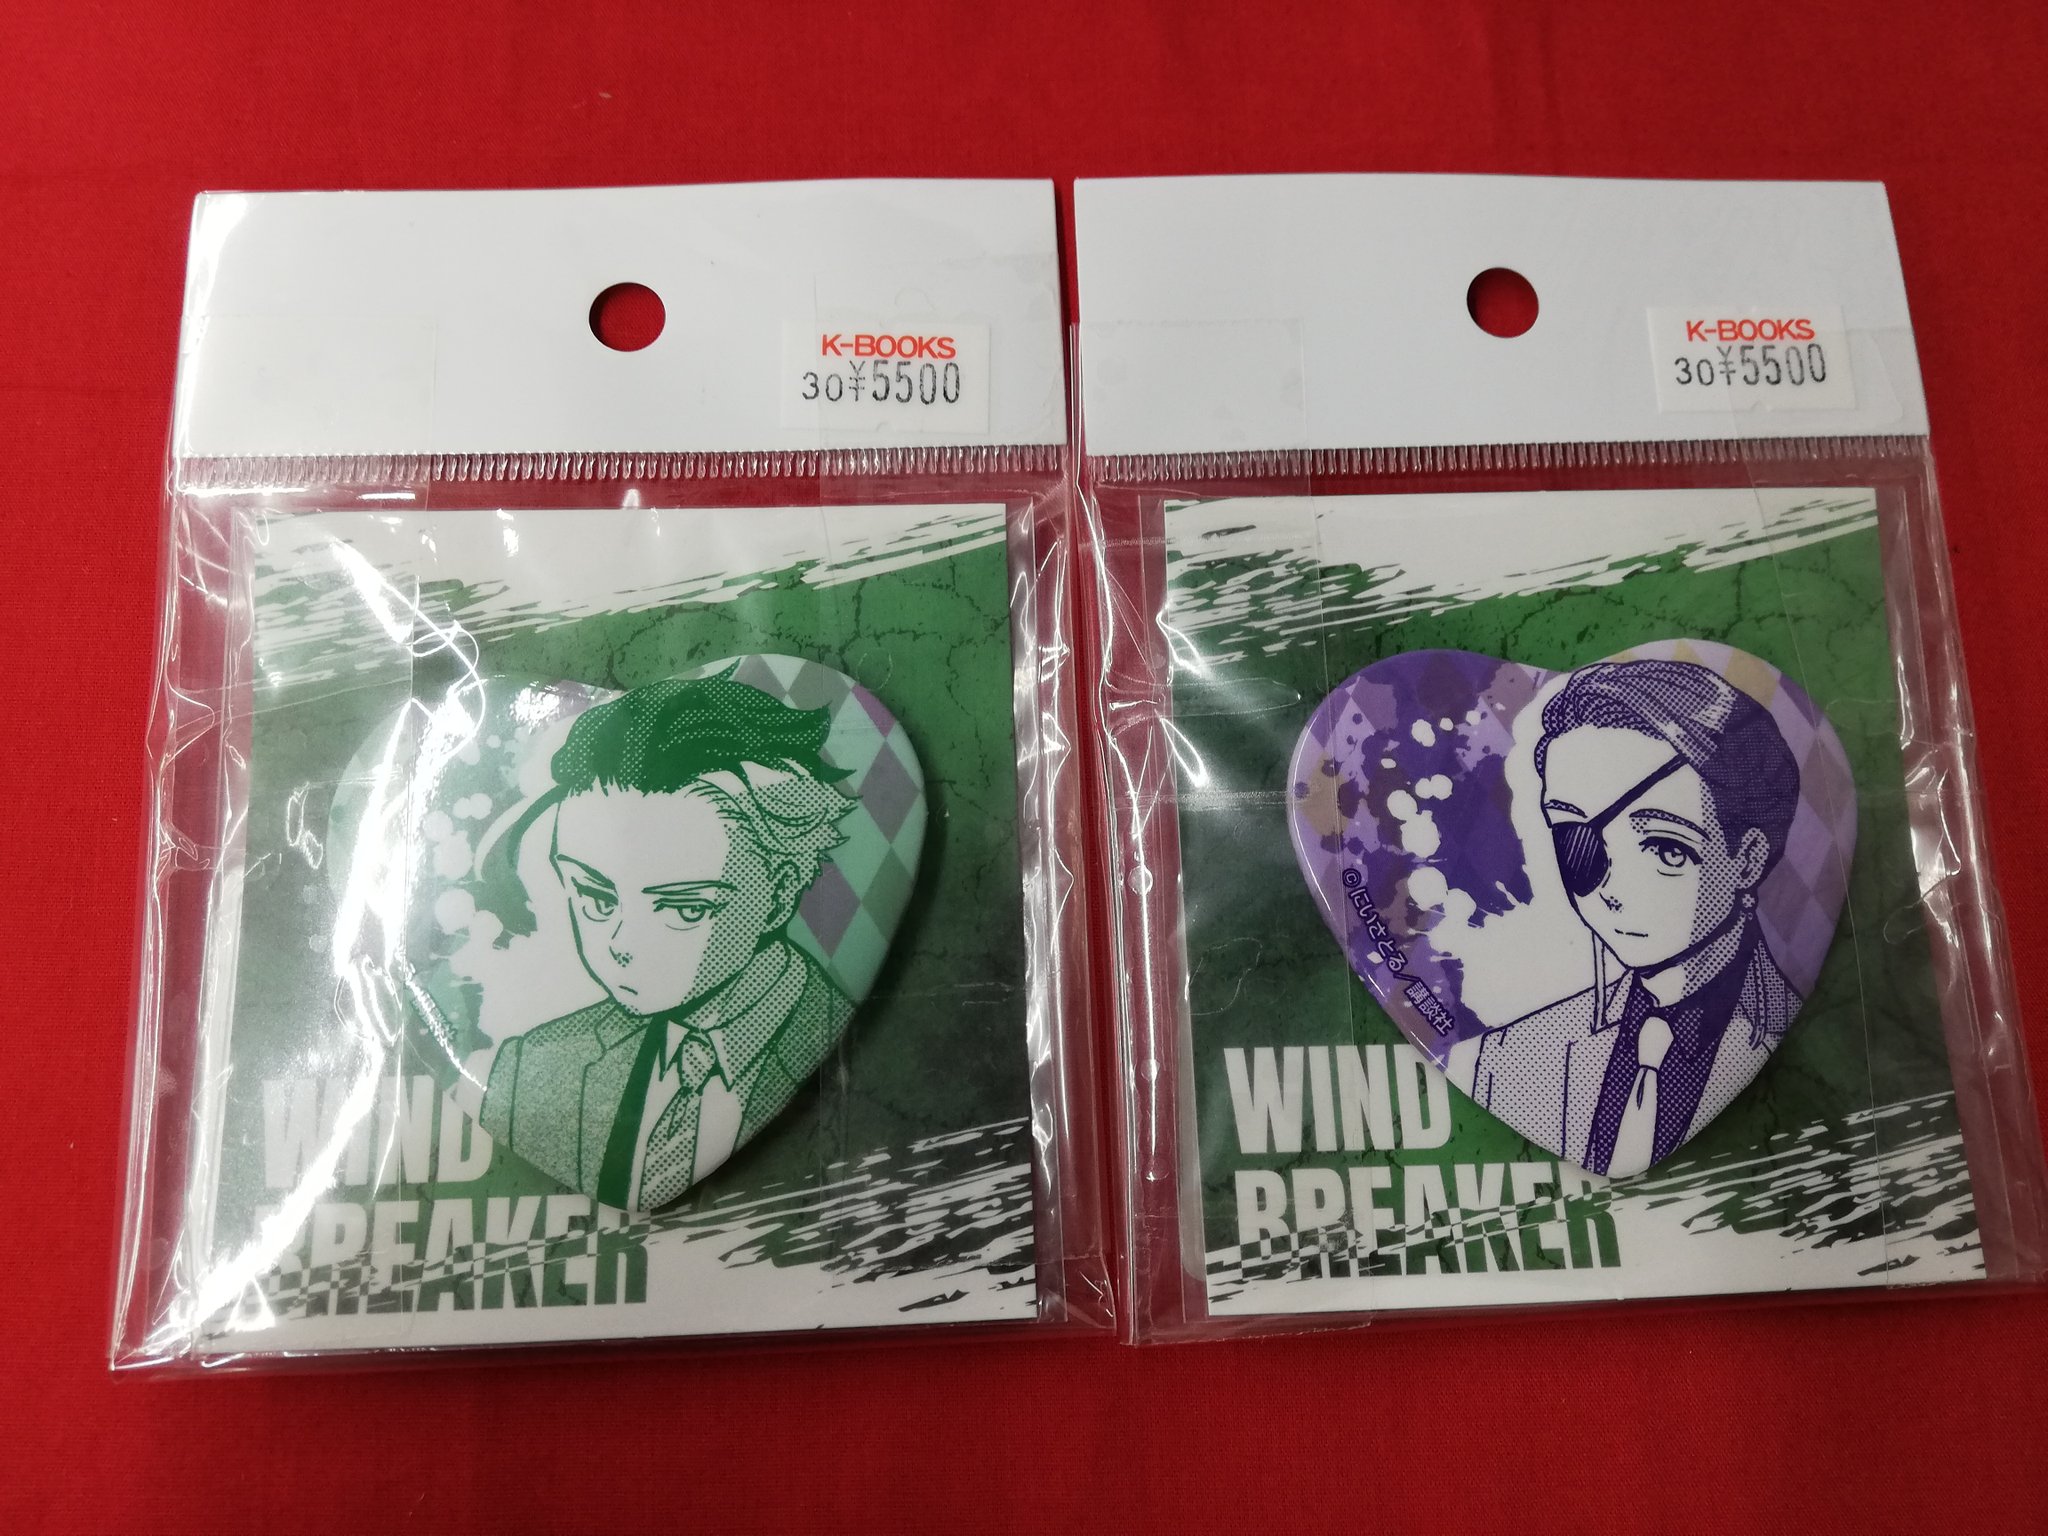 K-BOOKS
30¥5500
WIND
BREAKER
K-BOOKS
30¥5500
©にいさとる/講談社
WIND
BREAKER